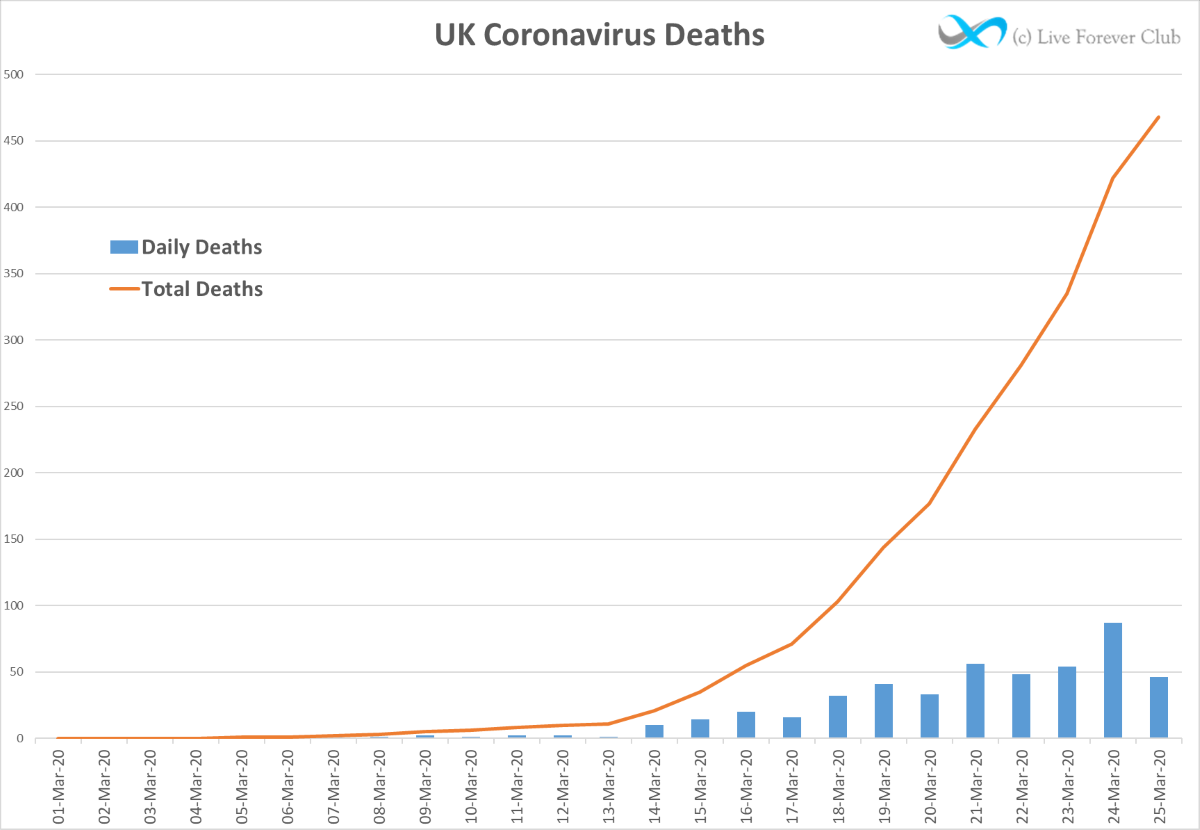 UK Coronavirus Deaths
(c) Live Forever Club
500
450
400
350
300
250
200
150
100
50
0
Daily Deaths
Total Deaths
01-Mar-20
02-Mar-20
03-Mar-20
04-Mar-20
05-Mar-20
06-Mar-20
07-Mar-20
08-Mar-20
09-Mar-20
10-Mar-20
11-Mar-20
12-Mar-20
13-Mar-20
14-Mar-20
15-Mar-20
16-Mar-20
17-Mar-20
18-Mar-20
19-Mar-20
20-Mar-20
21-Mar-20
22-Mar-20
23-Mar-20
24-Mar-20
25-Mar-20